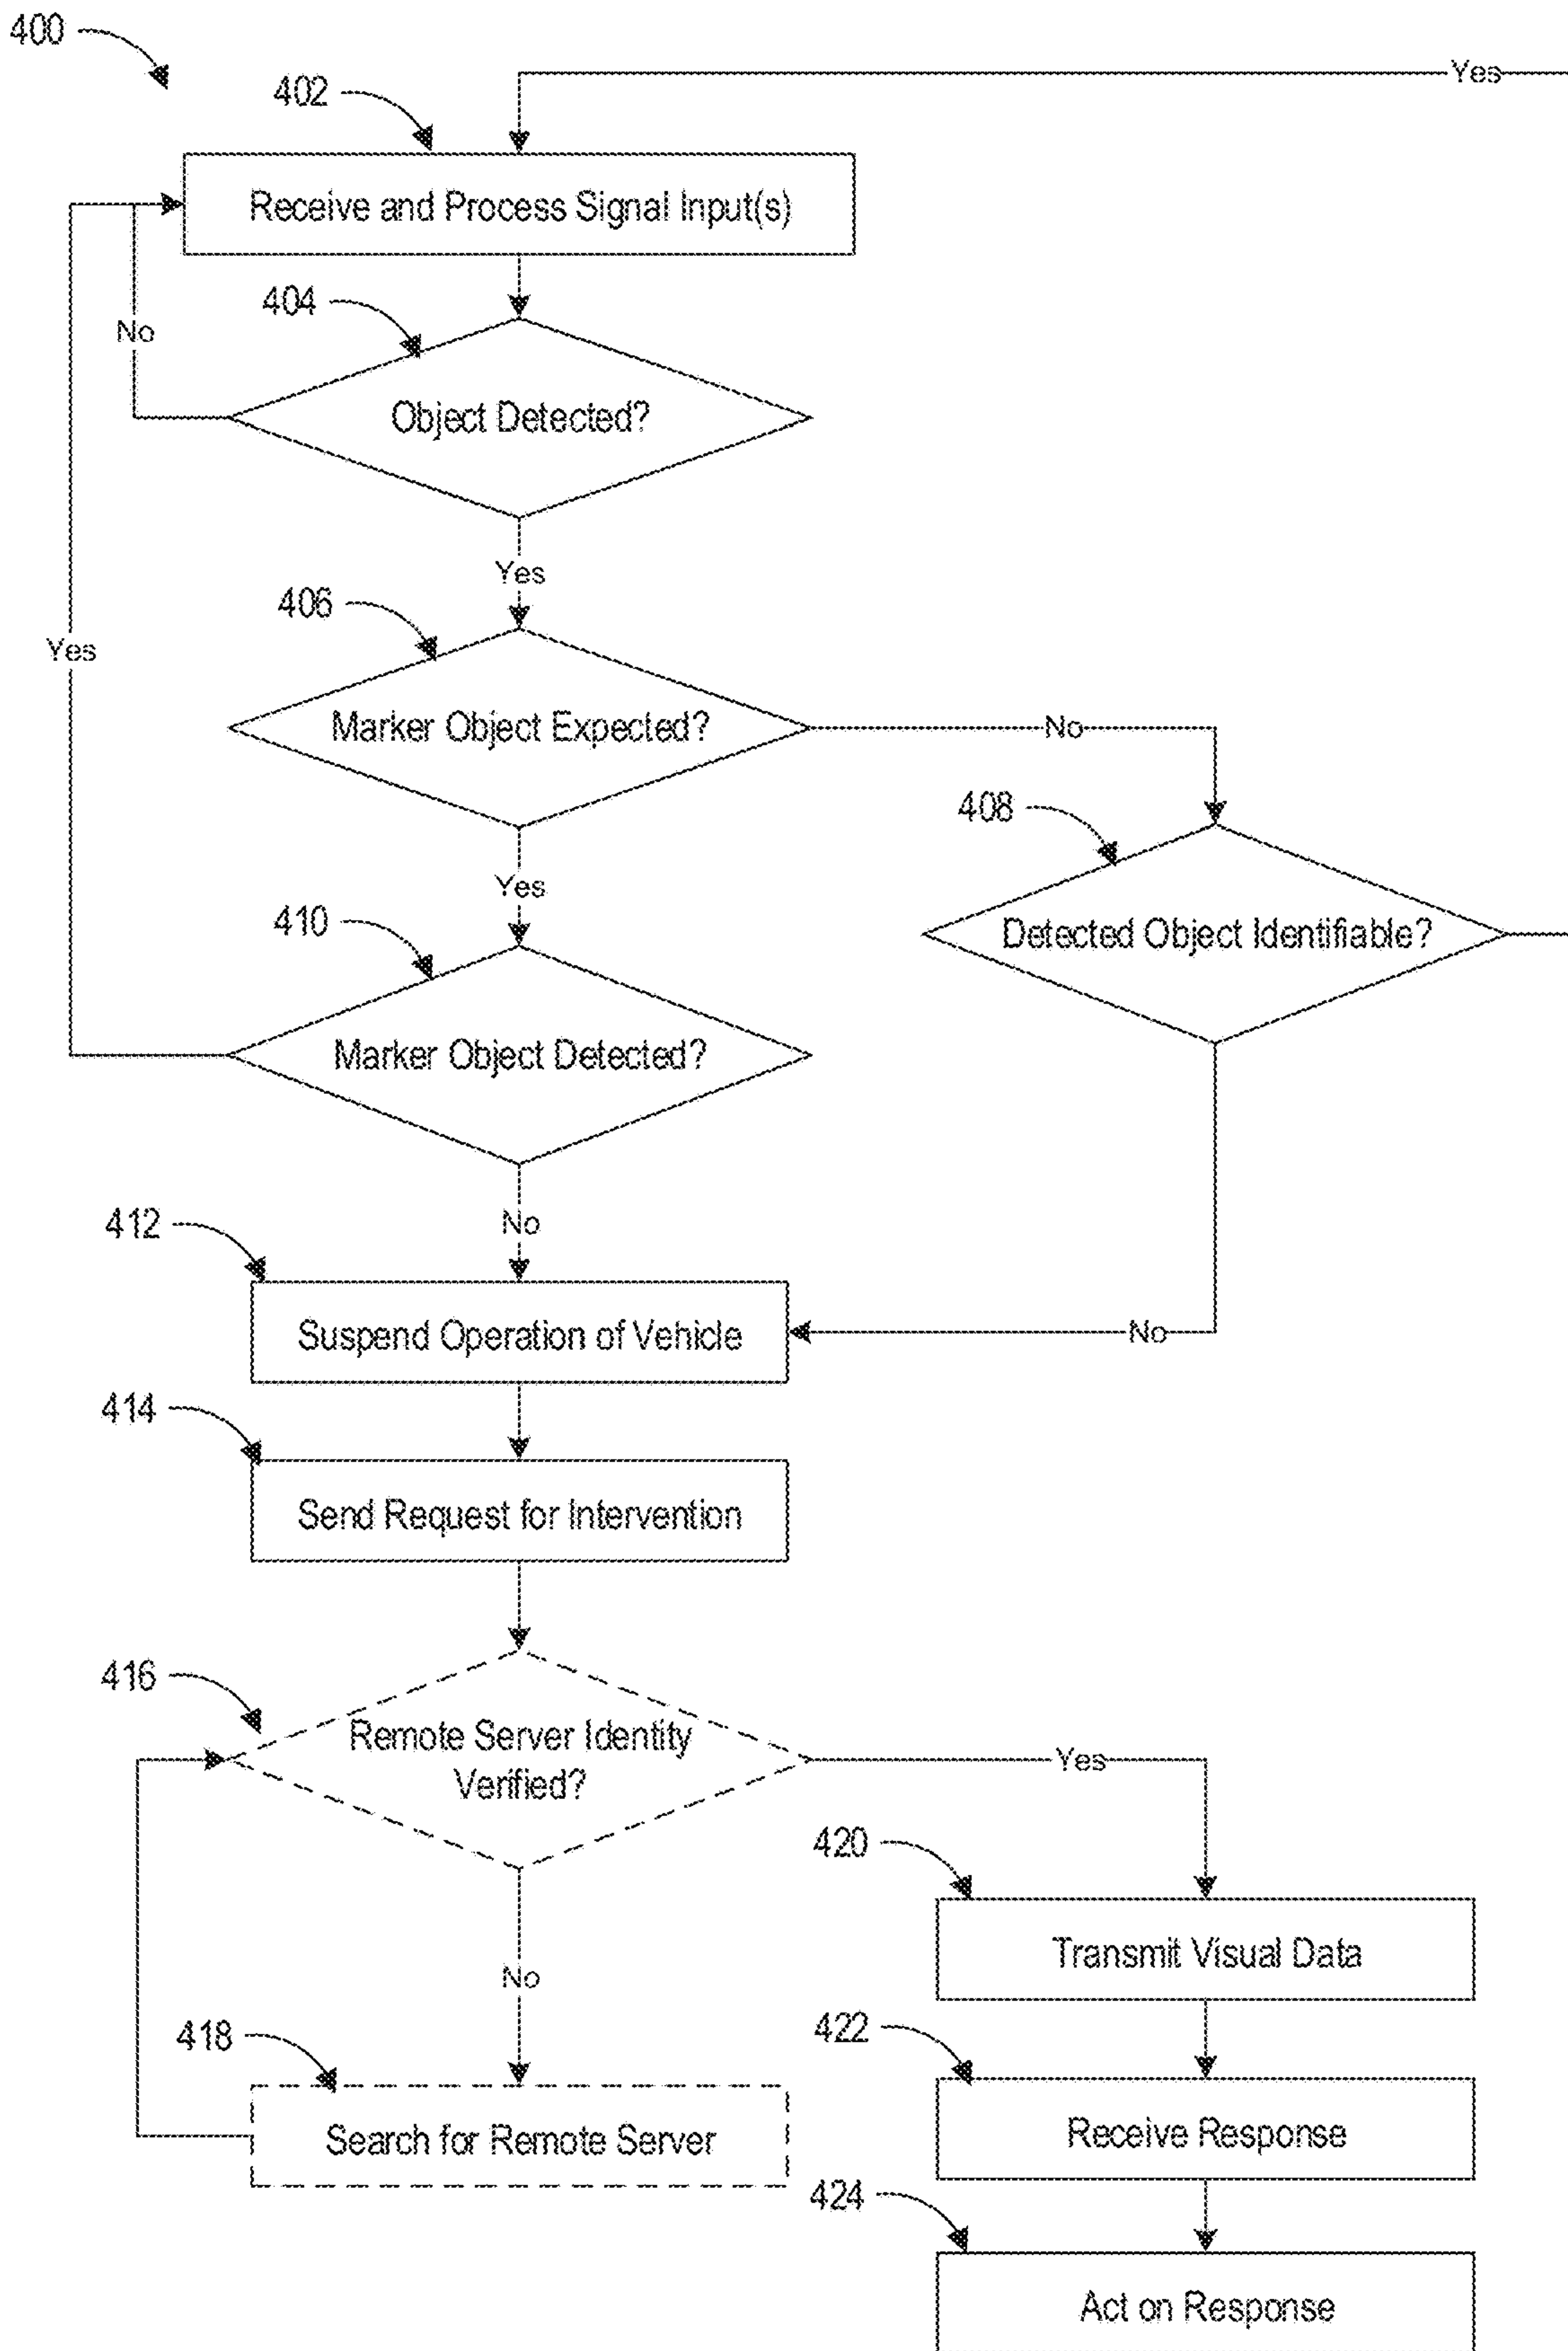 400
Yes
402
Receive and Process Signal Input(s)
404
No
Object Detected?
Yes
406
Yes
Marker Object Expected?
No
408
Yes
410
Detected Object Identifiable?
Marker Object Detected?
412
No
Suspend Operation of Vehicle
No
414
Send Request for Intervention
416
Remote Server Identity
Verified?
Yes
420
Transmit Visual Data
No
418
422
Search for Remote Server
Receive Response
424
Act on Response